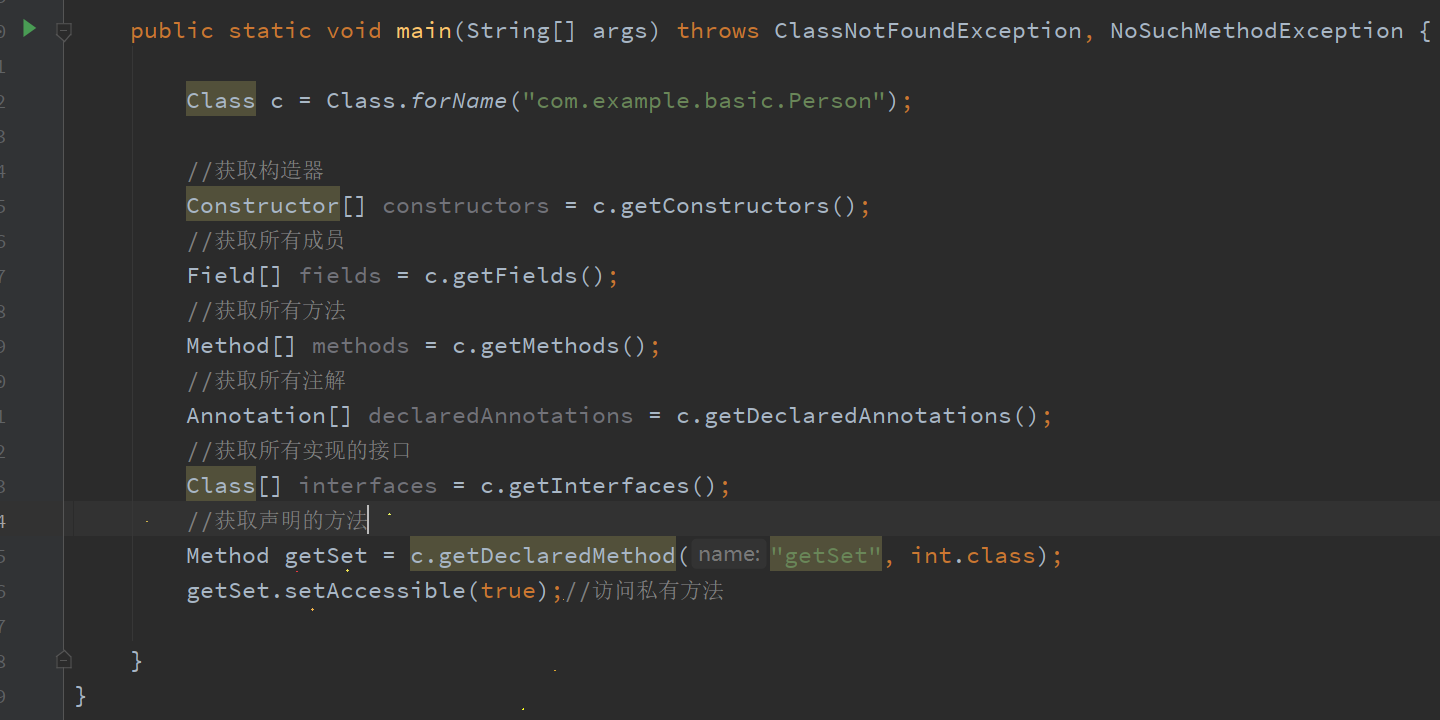 public static void main(String[] args) throws ClassNotFoundException, NoSuchMethodException {
Class c = Class.forName("com.example.basic.Person");
//获取构造器
Constructor[] constructors = c.getConstructors();
//获取所有成员
Field[] fields = c.getFields();
//获取所有方法
Method[] methods = c.getMethods();
//获取所有注解
Annotation[] declaredAnnotations = c.getDeclaredAnnotations();
//获取所有实现的接口
Class[] interfaces = c.getInterfaces();
//获取声明的方法
Method getSet = c.getDeclaredMethod( name: "getSet", int.class);
getSet.setAccessible(true);//访问私有方法
}
}